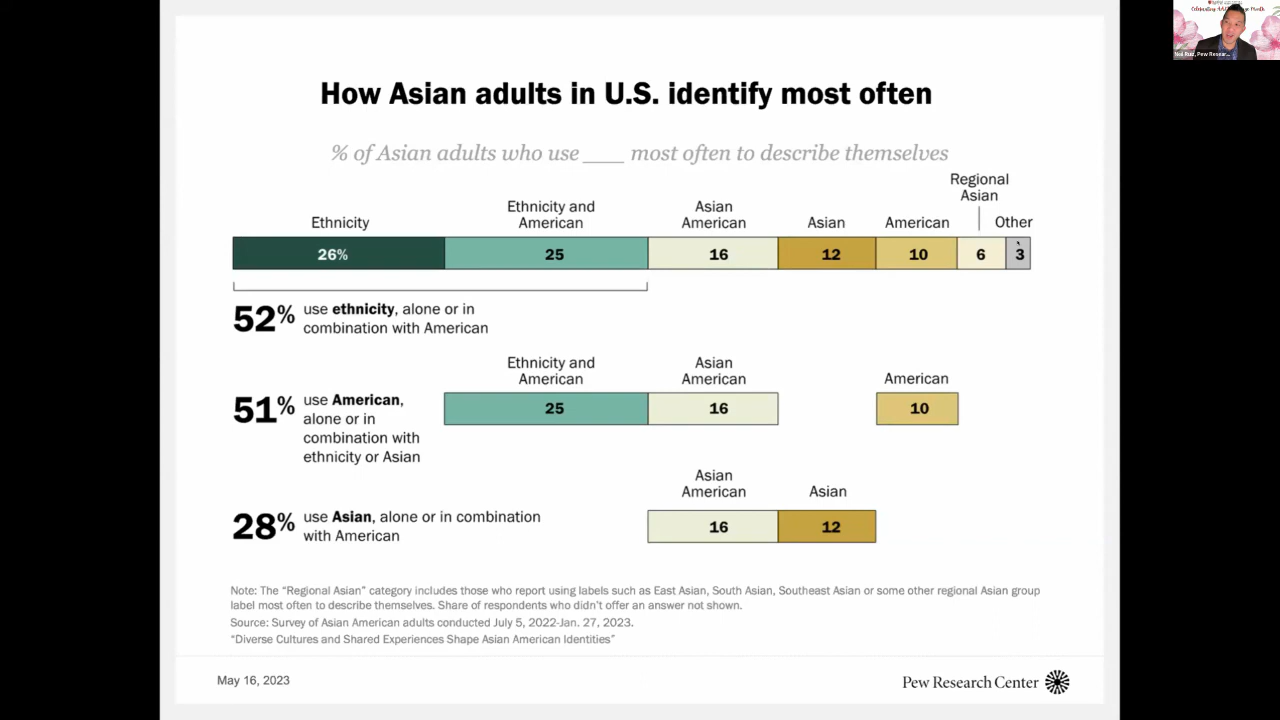 How Asian adults in U.S. identify most often
% of Asian adults who use ___ most often to describe themselves
Ethnicity
Ethnicity and
American
Asian
American
Asian
American
Regional
Asian
Other
26%
25
16
12
10
6
3
52%
use ethnicity, alone or in
combination with American
Ethnicity and
American
Asian
American
American
51%
use American,
alone or in
combination with
ethnicity or Asian
25
16
10
Asian
American
Asian
28%
use Asian, alone or in combination
with American
16
12
Note: The “Regional Asian” category includes those who report using labels such as East Asian, South Asian, Southeast Asian or some other regional Asian group
label most often to describe themselves. Share of respondents who didn’t offer an answer not shown.
Source: Survey of Asian American adults conducted July 5, 2022-Jan. 27, 2023.
“Diverse Cultures and Shared Experiences Shape Asian American Identities”
May 16, 2023
Pew Research Center
Neil Ruiz, Pew Resear...